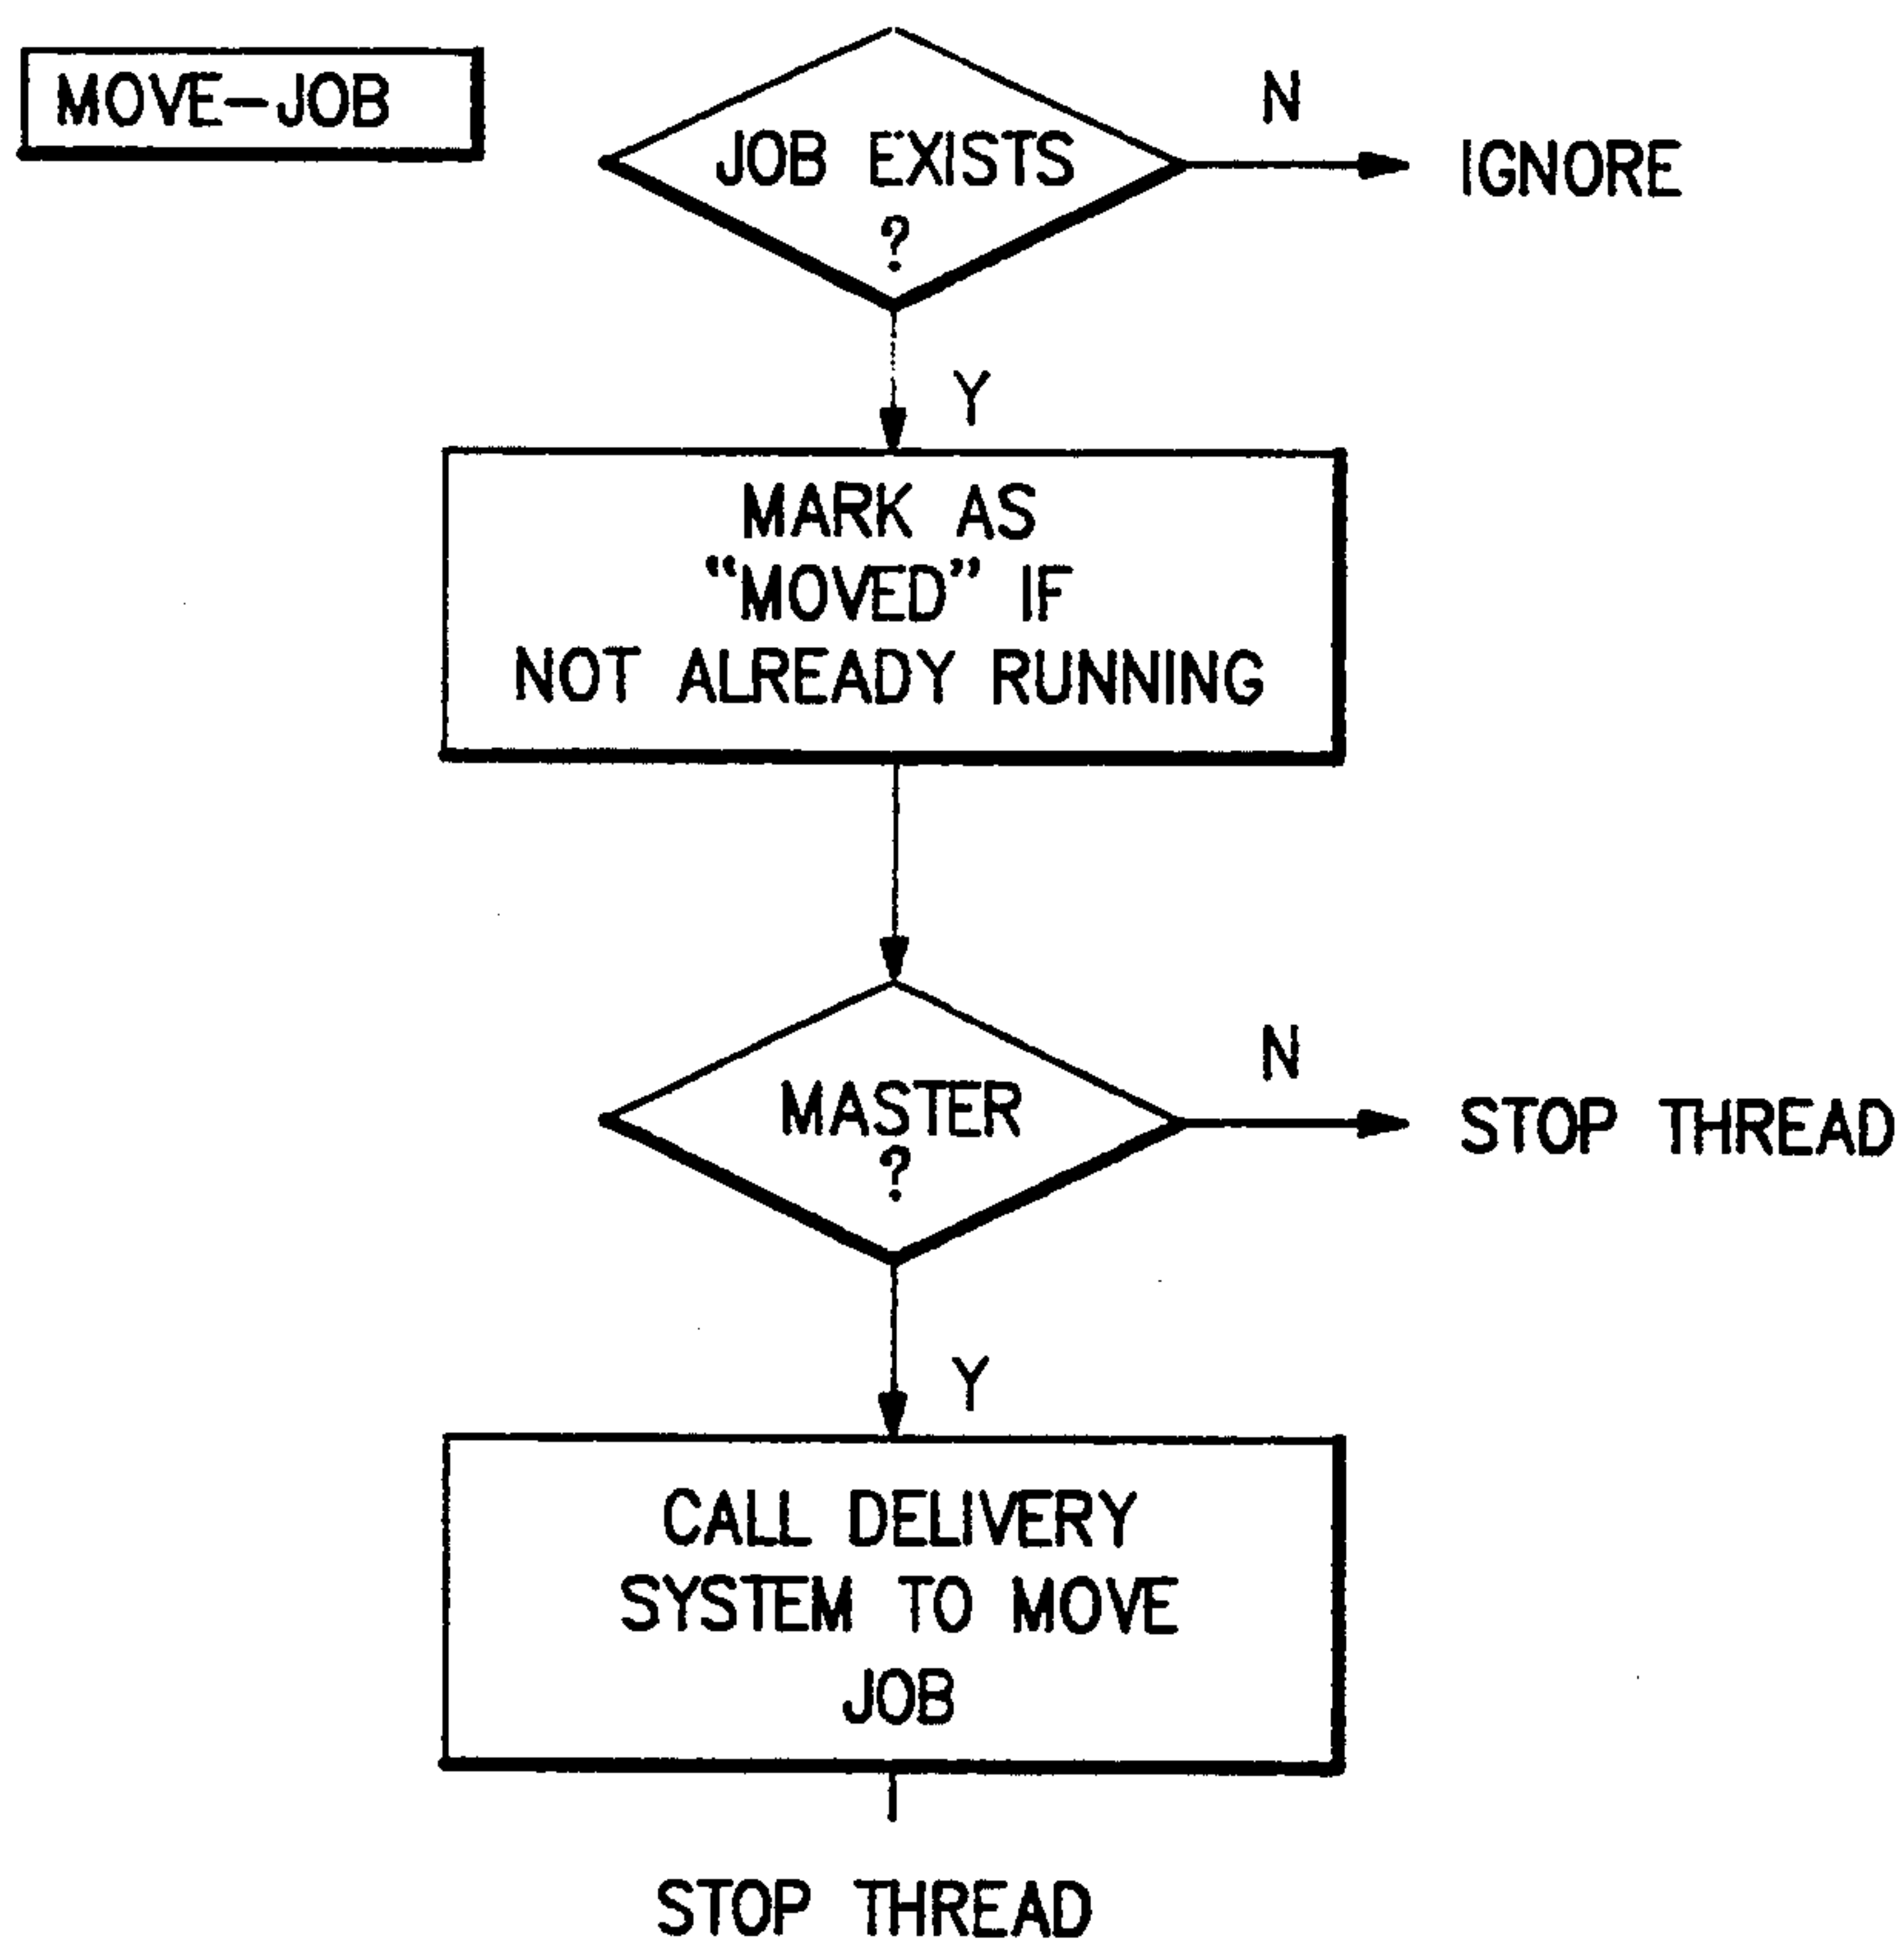 MOVE-JOB
JOB EXISTS
?
N
IGNORE
Y
MARK AS
“MOVED” IF
NOT ALREADY RUNNING
MASTER
?
N
STOP THREAD
Y
CALL DELIVERY
SYSTEM TO MOVE
JOB
STOP THREAD